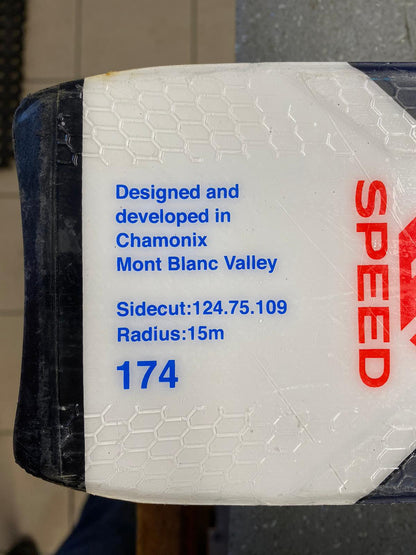 Designed and
developed in
Chamonix
Mont Blanc Valley
Sidecut:124.75.109
Radius:15m
174
SPEED